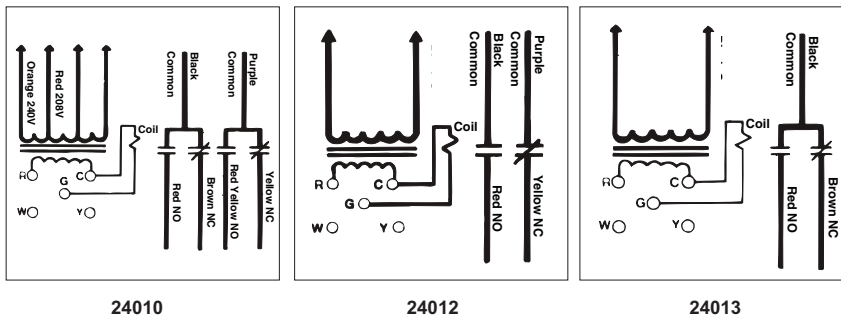 Orange 240V
Red 208V
Black
Common
Purple
Common
Coil
R
C
G
W
Y
Red NO
Brown NC
Red Yellow NO
Yellow NC
24010
Black
Common
Purple
Common
Coil
R
C
G
W
Y
Red NO
Yellow NC
24012
Black
Common
Coil
R
C
G
W
Y
Red NO
Brown NC
24013